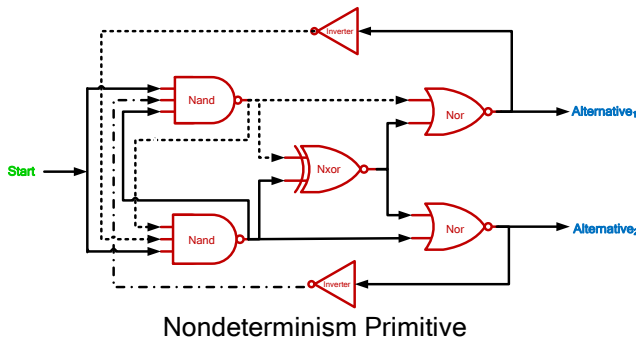 Inverter
Nand
Nor
Alternative₁
Start
Nxor
Nand
Nor
Alternative₂
Inverter
Nondeterminism Primitive